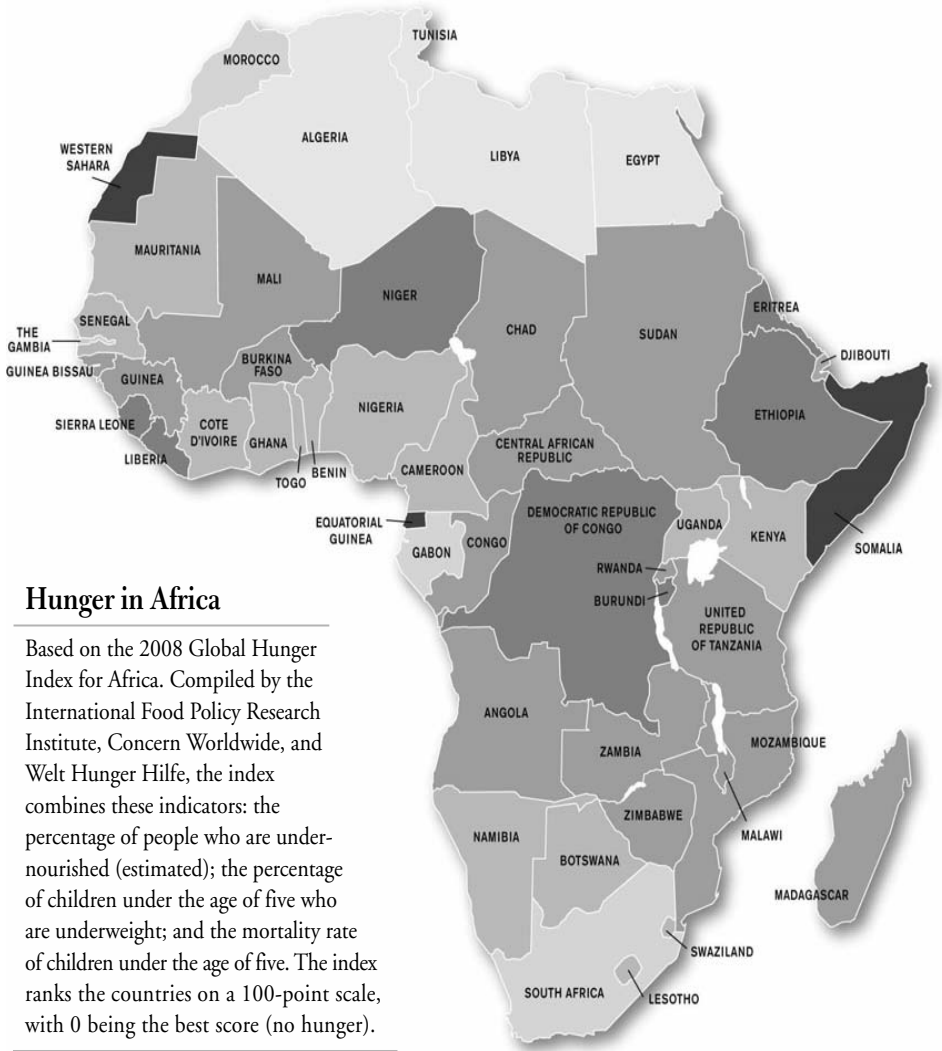 TUNISIA
MOROCCO
ALGERIA
LIBYA
EGYPT
WESTERN
SAHARA
MAURITANIA
MALI
NIGER
CHAD
SUDAN
ERITREA
DJIBOUTI
SENEGAL
THE
GAMBIA
GUINEA BISSAU
GUINEA
BURKINA
FASO
SIERRA LEONE
LIBERIA
COTE
D'IVOIRE
GHANA
TOGO
BENIN
NIGERIA
CAMEROON
CENTRAL AFRICAN
REPUBLIC
ETHIOPIA
SOMALIA
EQUATORIAL
GUINEA
GABON
CONGO
DEMOCRATIC REPUBLIC
OF CONGO
UGANDA
KENYA
RWANDA
BURUNDI
UNITED
REPUBLIC
OF TANZANIA
ANGOLA
ZAMBIA
MOZAMBIQUE
MALAWI
ZIMBABWE
NAMIBIA
BOTSWANA
MADAGASCAR
SWAZILAND
SOUTH AFRICA
LESOTHO
Hunger in Africa
Based on the 2008 Global Hunger
Index for Africa. Compiled by the
International Food Policy Research
Institute, Concern Worldwide, and
Welt Hunger Hilfe, the index
combines these indicators: the
percentage of people who are under-
nourished (estimated); the percentage
of children under the age of five who
are underweight; and the mortality rate
of children under the age of five. The index
ranks the countries on a 100-point scale,
with 0 being the best score (no hunger).